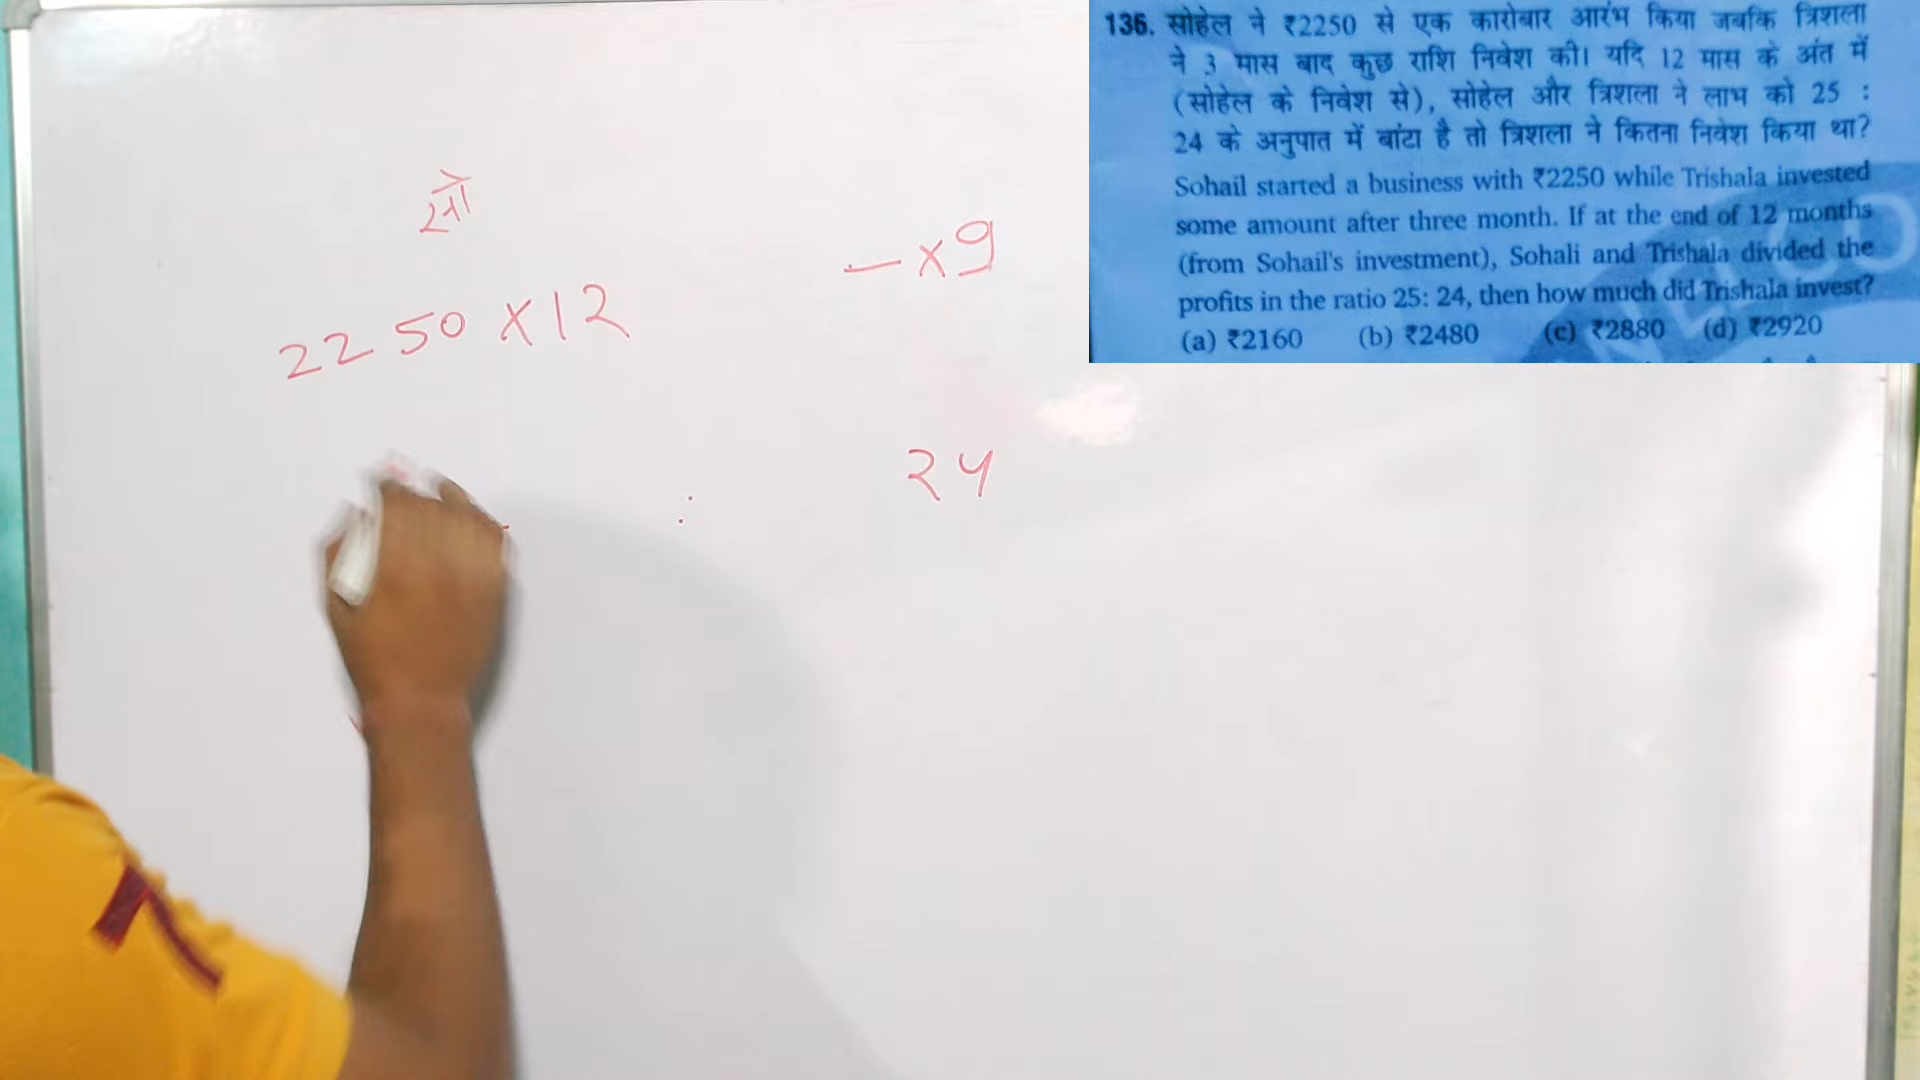 136. सोहेल ने ₹2250 से एक कारोबार आरंभ किया जबकि त्रिशला
ने 3 मास बाद कुछ राशि निवेश की। यदि 12 मास के अंत में
(सोहेल के निवेश से), सोहेल और त्रिशला ने लाभ को 25 :
24 के अनुपात में बांटा है तो त्रिशला ने कितना निवेश किया था?
Sohail started a business with ₹2250 while Trishala invested
some amount after three month. If at the end of 12 months
(from Sohail's investment), Sohali and Trishala divided the
profits in the ratio 25: 24, then how much did Trishala invest?
(a) ₹2160 (b) ₹2480 (c) ₹2880 (d) ₹2920
सो
2250 x 12
— x 9
: 24